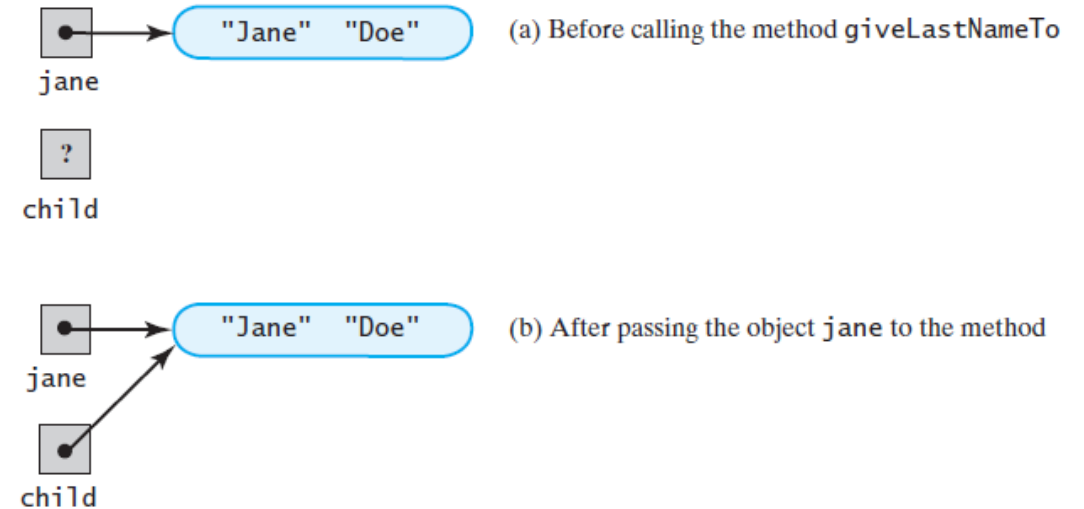 "Jane" "Doe" (a) Before calling the method giveLastNameTo
jane
?
child
"Jane" "Doe" (b) After passing the object jane to the method
jane
child